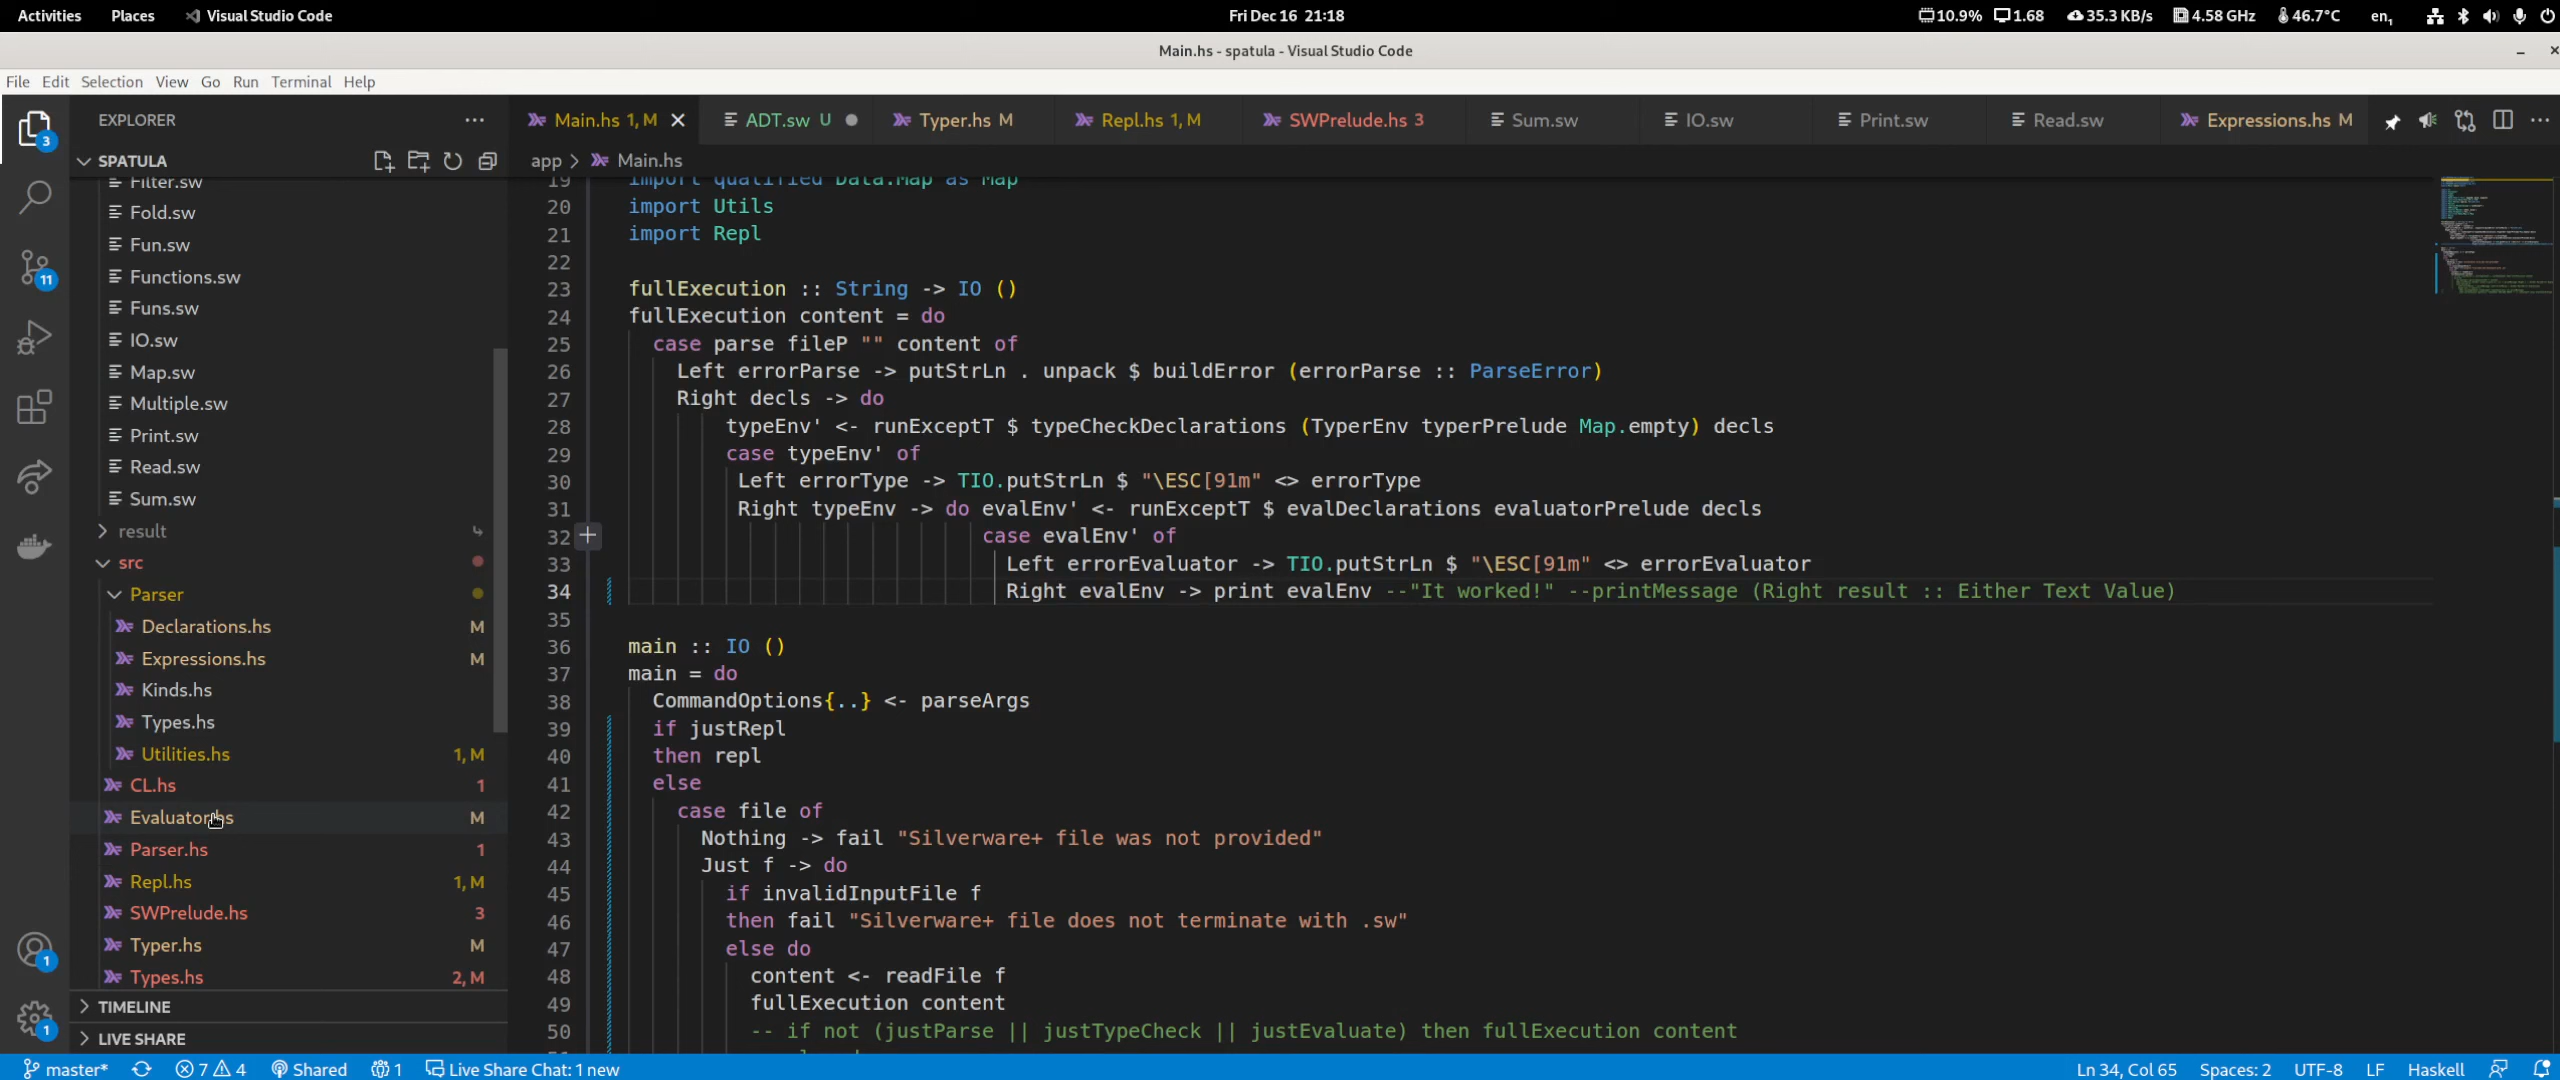 Activities Places Visual Studio Code Fri Dec 16 21:18 10.9% 1.68 35.3 KB/s 4.58 GHz 46.7°C en₁
Main.hs - spatula - Visual Studio Code
File Edit Selection View Go Run Terminal Help
EXPLORER
SPATULA
Filter.sw
Fold.sw
Fun.sw
Functions.sw
Funs.sw
IO.sw
Map.sw
Multiple.sw
Print.sw
Read.sw
Sum.sw
result
src
Parser
Declarations.hs M
Expressions.hs M
Kinds.hs
Types.hs
Utilities.hs 1, M
CL.hs 1
Evaluator.hs M
Parser.hs 1
Repl.hs 1, M
SWPrelude.hs 3
Typer.hs M
Types.hs 2, M
TIMELINE
LIVE SHARE
3
11
1
1
Main.hs 1, M ADT.sw U Typer.hs M Repl.hs 1, M SWPrelude.hs 3 Sum.sw IO.sw Print.sw Read.sw Expressions.hs M
app > Main.hs
19 import qualified Data.Map as Map
20 import Utils
21 import Repl
22
23 fullExecution :: String -> IO ()
24 fullExecution content = do
25 case parse fileP "" content of
26 Left errorParse -> putStrLn . unpack $ buildError (errorParse :: ParseError)
27 Right decls -> do
28 typeEnv' <- runExceptT $ typeCheckDeclarations (TyperEnv typerPrelude Map.empty) decls
29 case typeEnv' of
30 Left errorType -> TIO.putStrLn $ "\ESC[91m" <> errorType
31 Right typeEnv -> do evalEnv' <- runExceptT $ evalDeclarations evaluatorPrelude decls
32 case evalEnv' of
33 Left errorEvaluator -> TIO.putStrLn $ "\ESC[91m" <> errorEvaluator
34 Right evalEnv -> print evalEnv --"It worked!" --printMessage (Right result :: Either Text Value)
35
36 main :: IO ()
37 main = do
38 CommandOptions{..} <- parseArgs
39 if justRepl
40 then repl
41 else
42 case file of
43 Nothing -> fail "Silverware+ file was not provided"
44 Just f -> do
45 if invalidInputFile f
46 then fail "Silverware+ file does not terminate with .sw"
47 else do
48 content <- readFile f
49 fullExecution content
50 -- if not (justParse || justTypeCheck || justEvaluate) then fullExecution content
master* 7 4 Shared 1 Live Share Chat: 1 new Ln 34, Col 65 Spaces: 2 UTF-8 LF Haskell